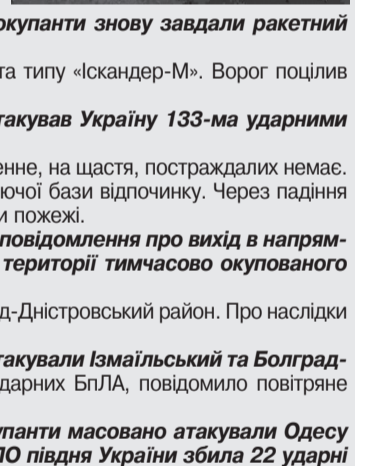 окупанти знову завдали ракетний
та типу «Іскандер-М». Ворог поцілив
такував Україну 133-ма ударними
енне, на щастя, постраждалих немає.
ючої бази відпочинку. Через падіння
и пожежі.
повідомлення про вихід в напрям-
території тимчасово окупованого
д-Дністровський район. Про наслідки
такували Ізмаїльський та Болград-
дарних БпЛА, повідомило повітряне
упанти масовано атакували Одесу
ПО півдня України збила 22 ударні